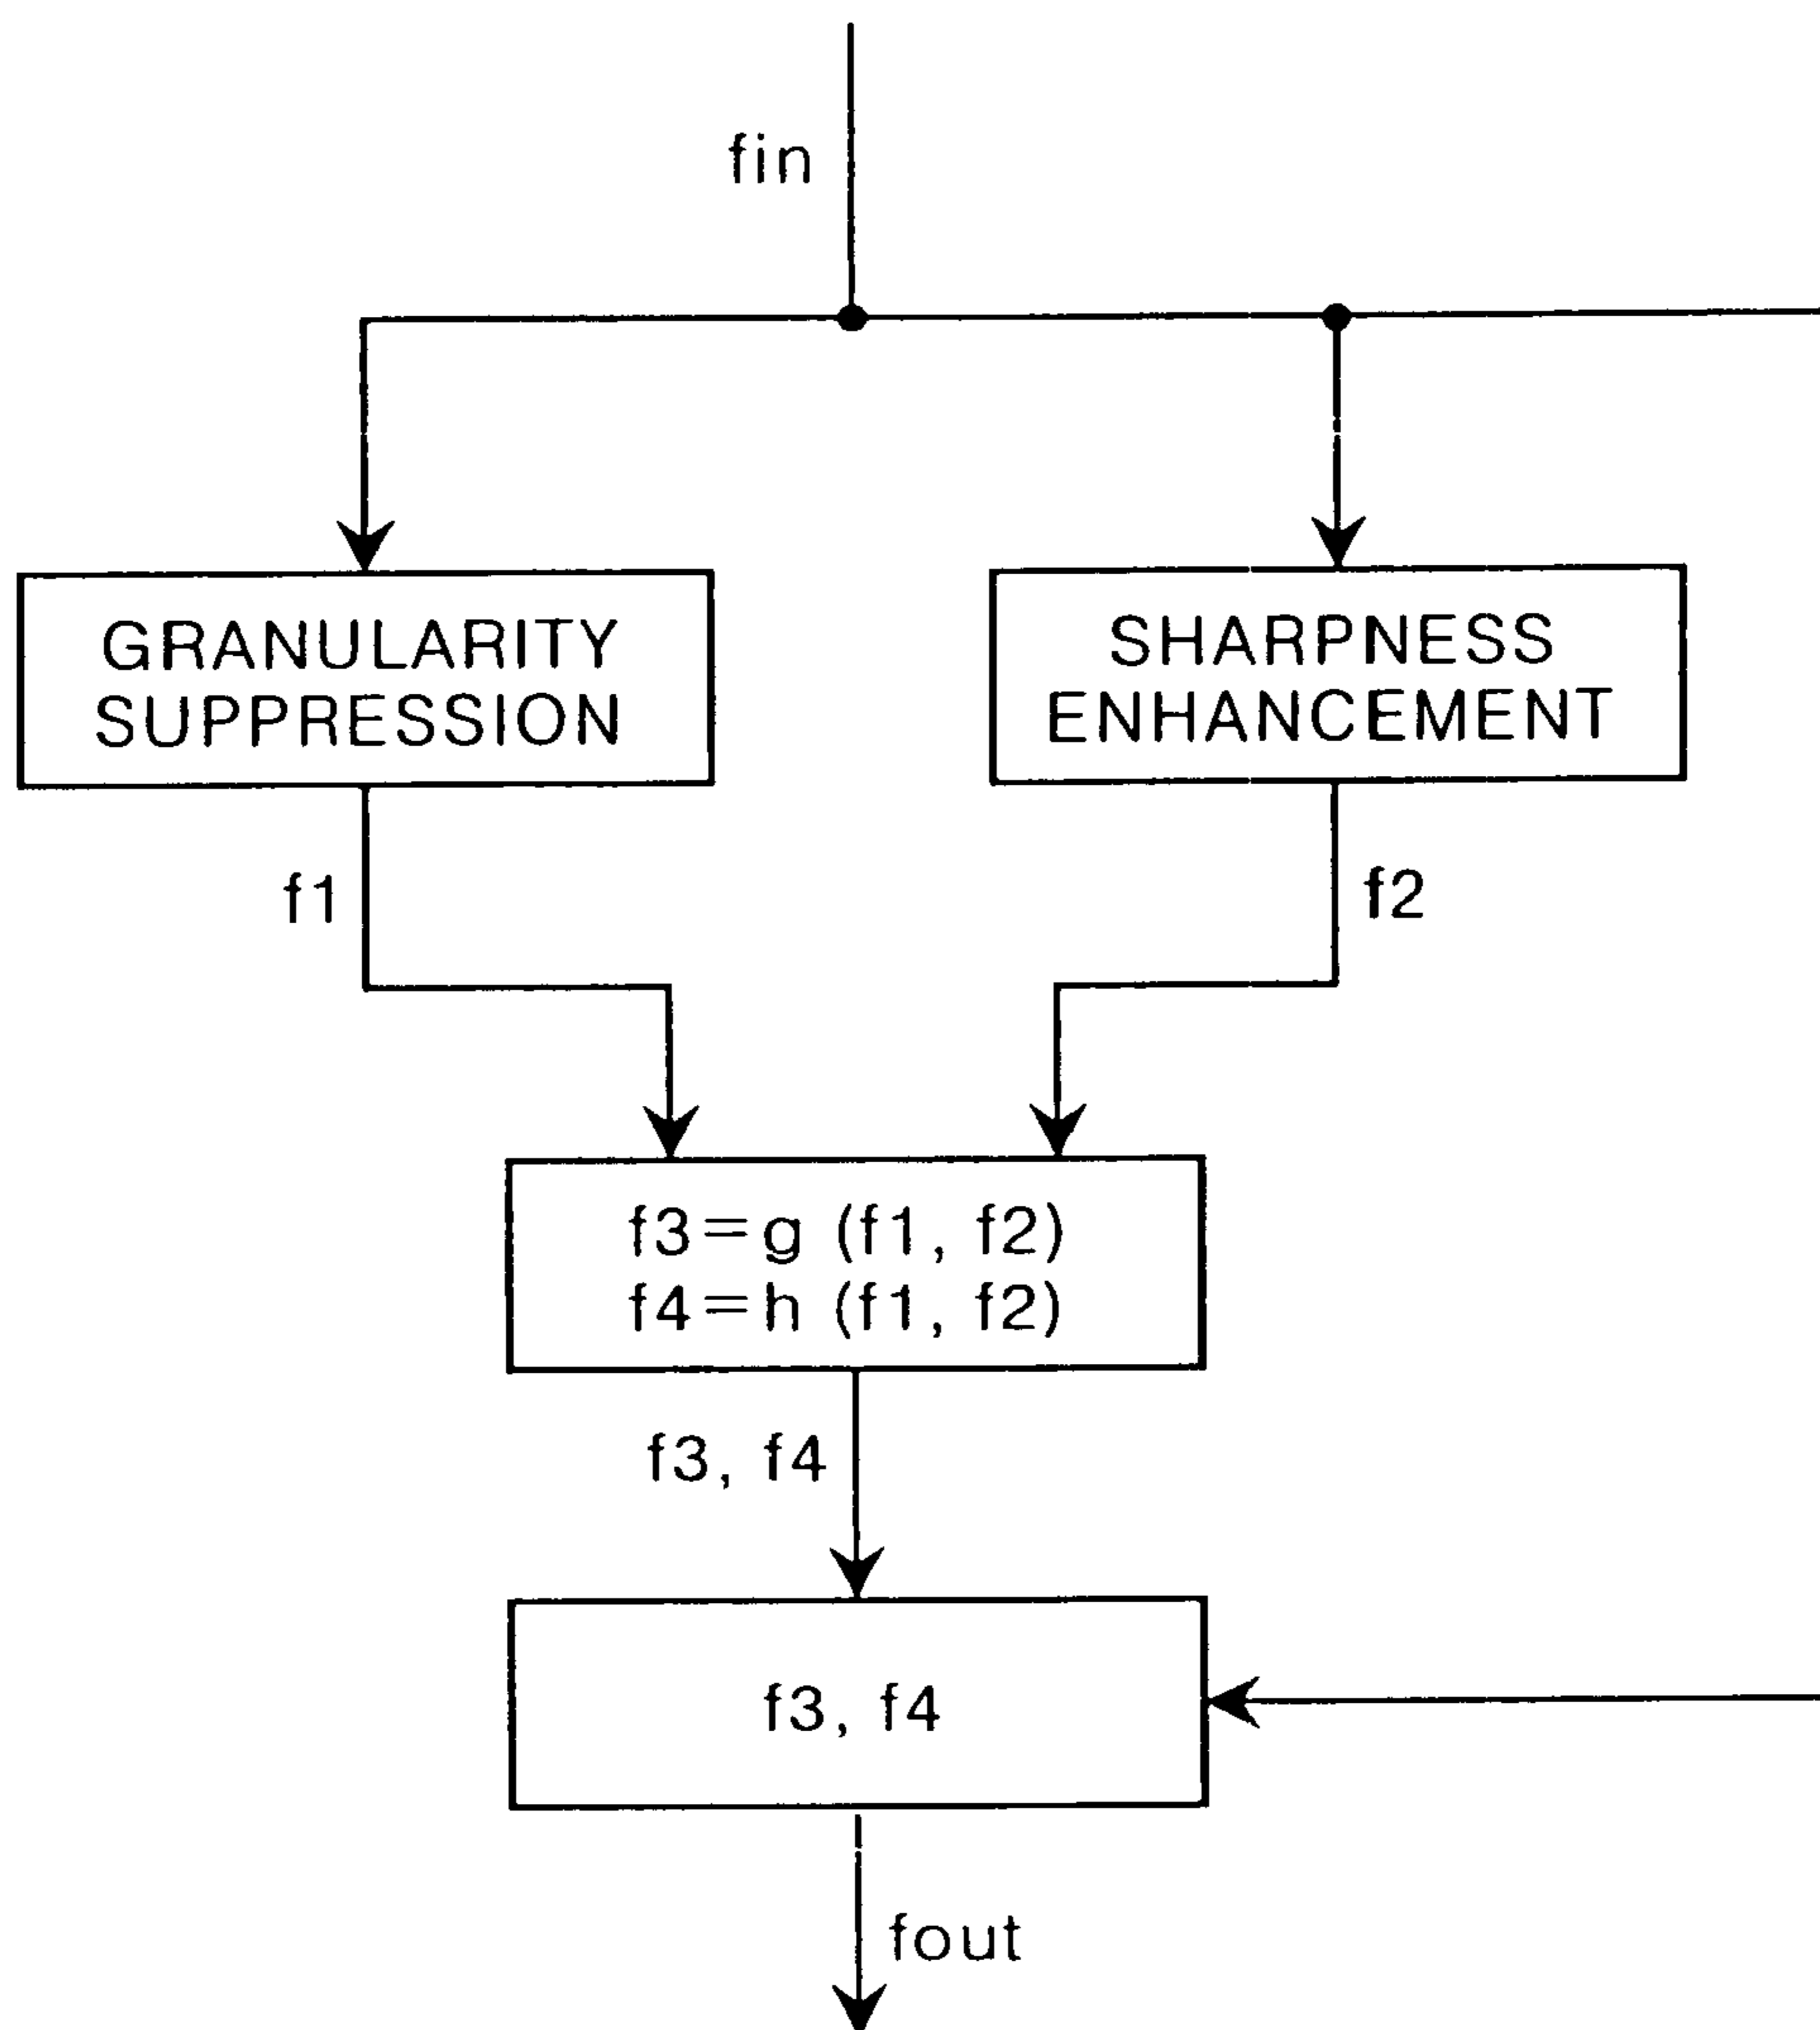 fin
GRANULARITY
SUPPRESSION
SHARPNESS
ENHANCEMENT
f1
f2
f3=g (f1, f2)
f4=h (f1, f2)
f3, f4
f3, f4
fout